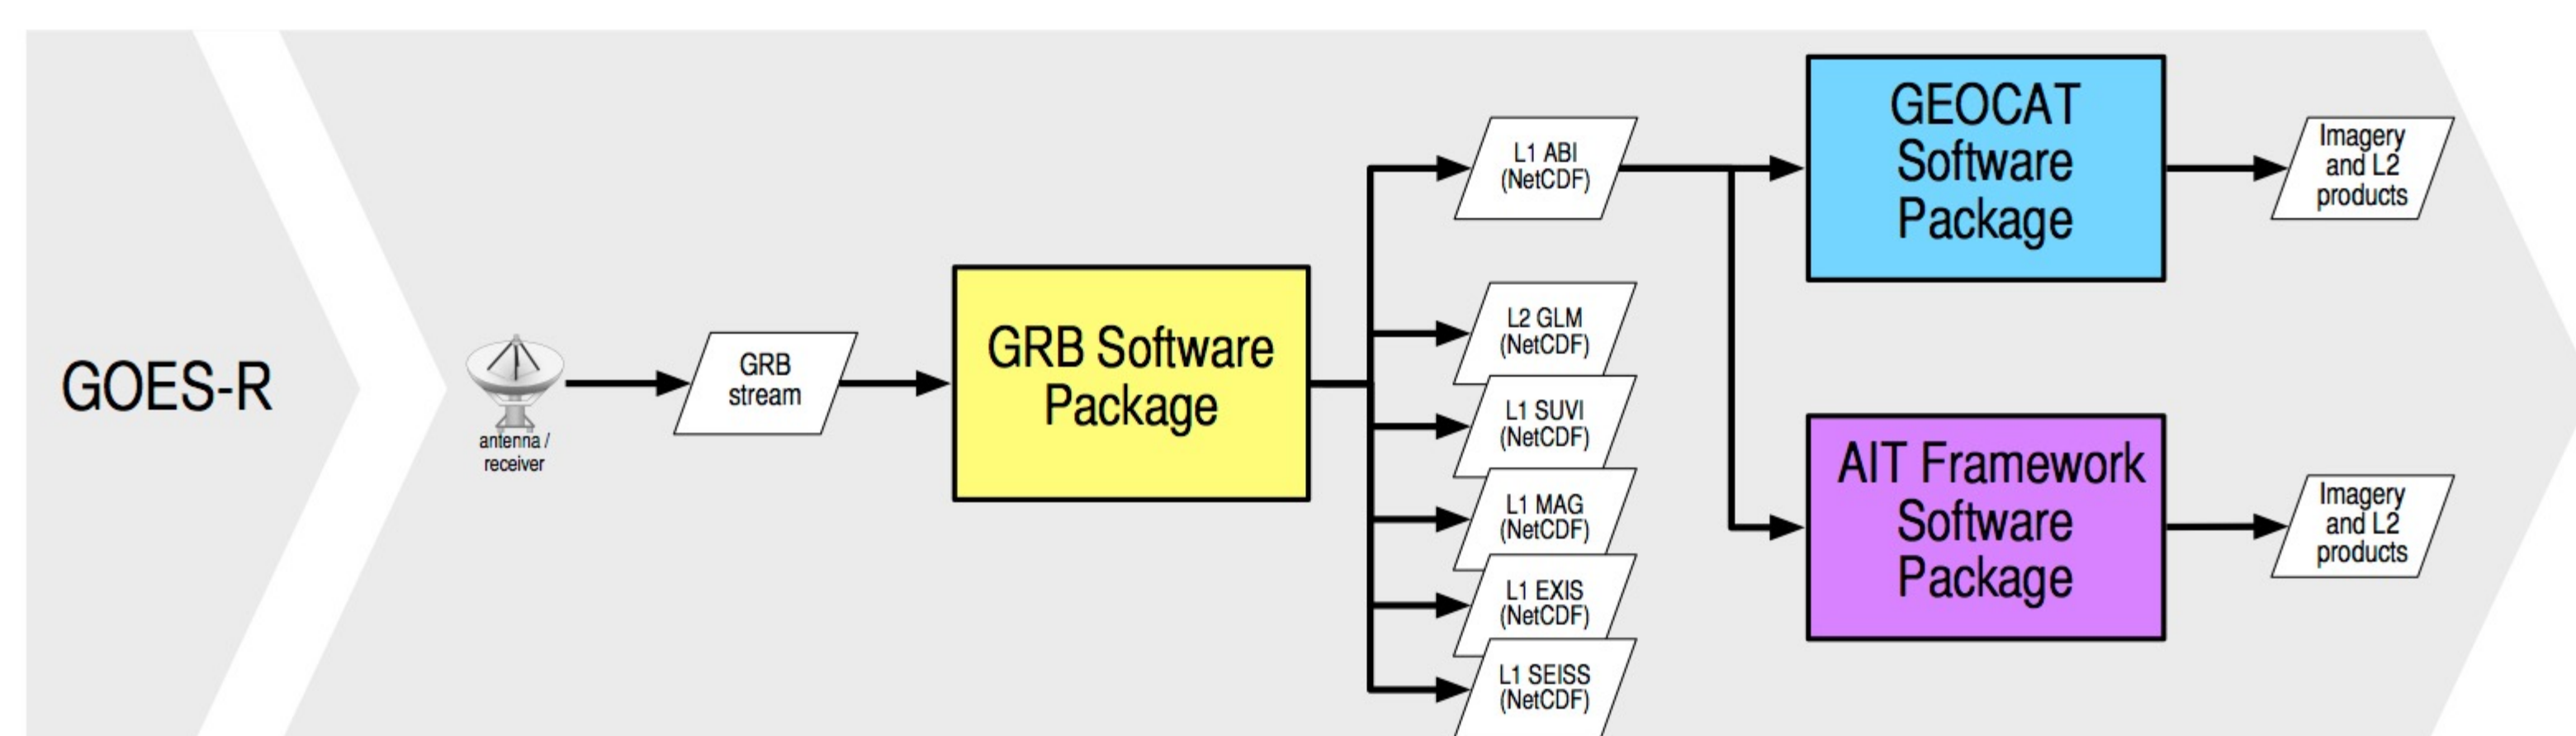 GOES-R
antenna /
receiver
GRB
stream
GRB Software
Package
L1 ABI
(NetCDF)
L2 GLM
(NetCDF)
L1 SUVI
(NetCDF)
L1 MAG
(NetCDF)
L1 EXIS
(NetCDF)
L1 SEISS
(NetCDF)
GEOCAT
Software
Package
Imagery
and L2
products
AIT Framework
Software
Package
Imagery
and L2
products